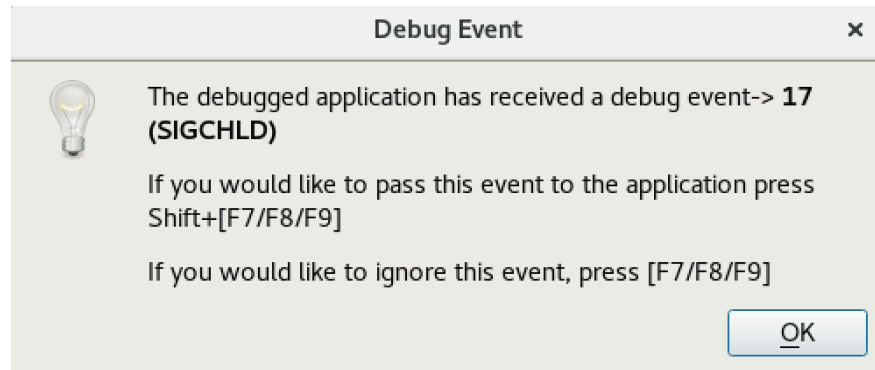 Debug Event
The debugged application has received a debug event-> 17
(SIGCHLD)
If you would like to pass this event to the application press
Shift+[F7/F8/F9]
If you would like to ignore this event, press [F7/F8/F9]
OK